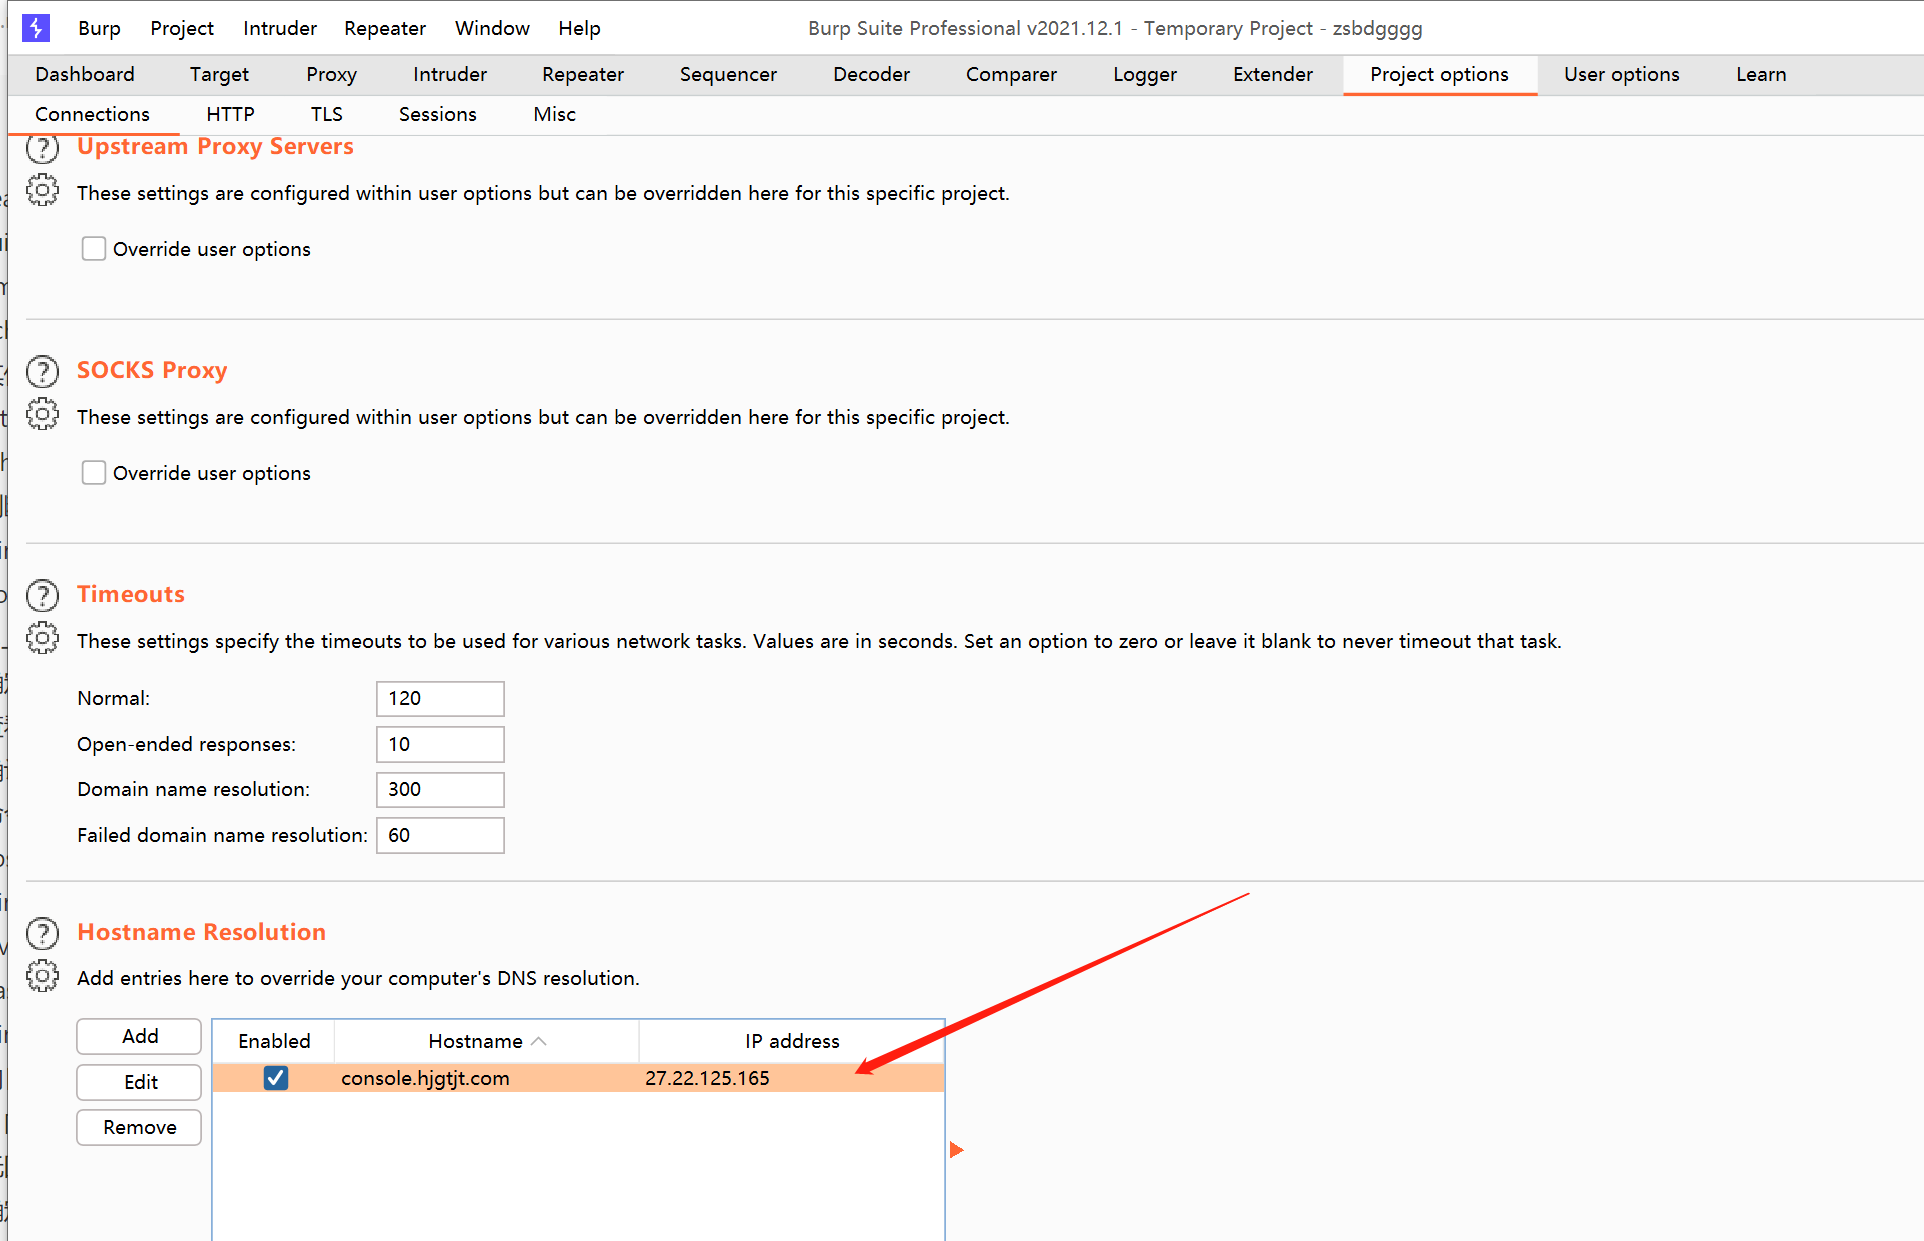 Burp Project Intruder Repeater Window Help Burp Suite Professional v2021.12.1 - Temporary Project - zsbdgggg
Dashboard Target Proxy Intruder Repeater Sequencer Decoder Comparer Logger Extender Project options User options Learn
Connections HTTP TLS Sessions Misc
Upstream Proxy Servers
These settings are configured within user options but can be overridden here for this specific project.
Override user options
SOCKS Proxy
These settings are configured within user options but can be overridden here for this specific project.
Override user options
Timeouts
These settings specify the timeouts to be used for various network tasks. Values are in seconds. Set an option to zero or leave it blank to never timeout that task.
Normal: 120
Open-ended responses: 10
Domain name resolution: 300
Failed domain name resolution: 60
Hostname Resolution
Add entries here to override your computer's DNS resolution.
Add
Edit
Remove
Enabled Hostname IP address
console.hjgtjt.com 27.22.125.165